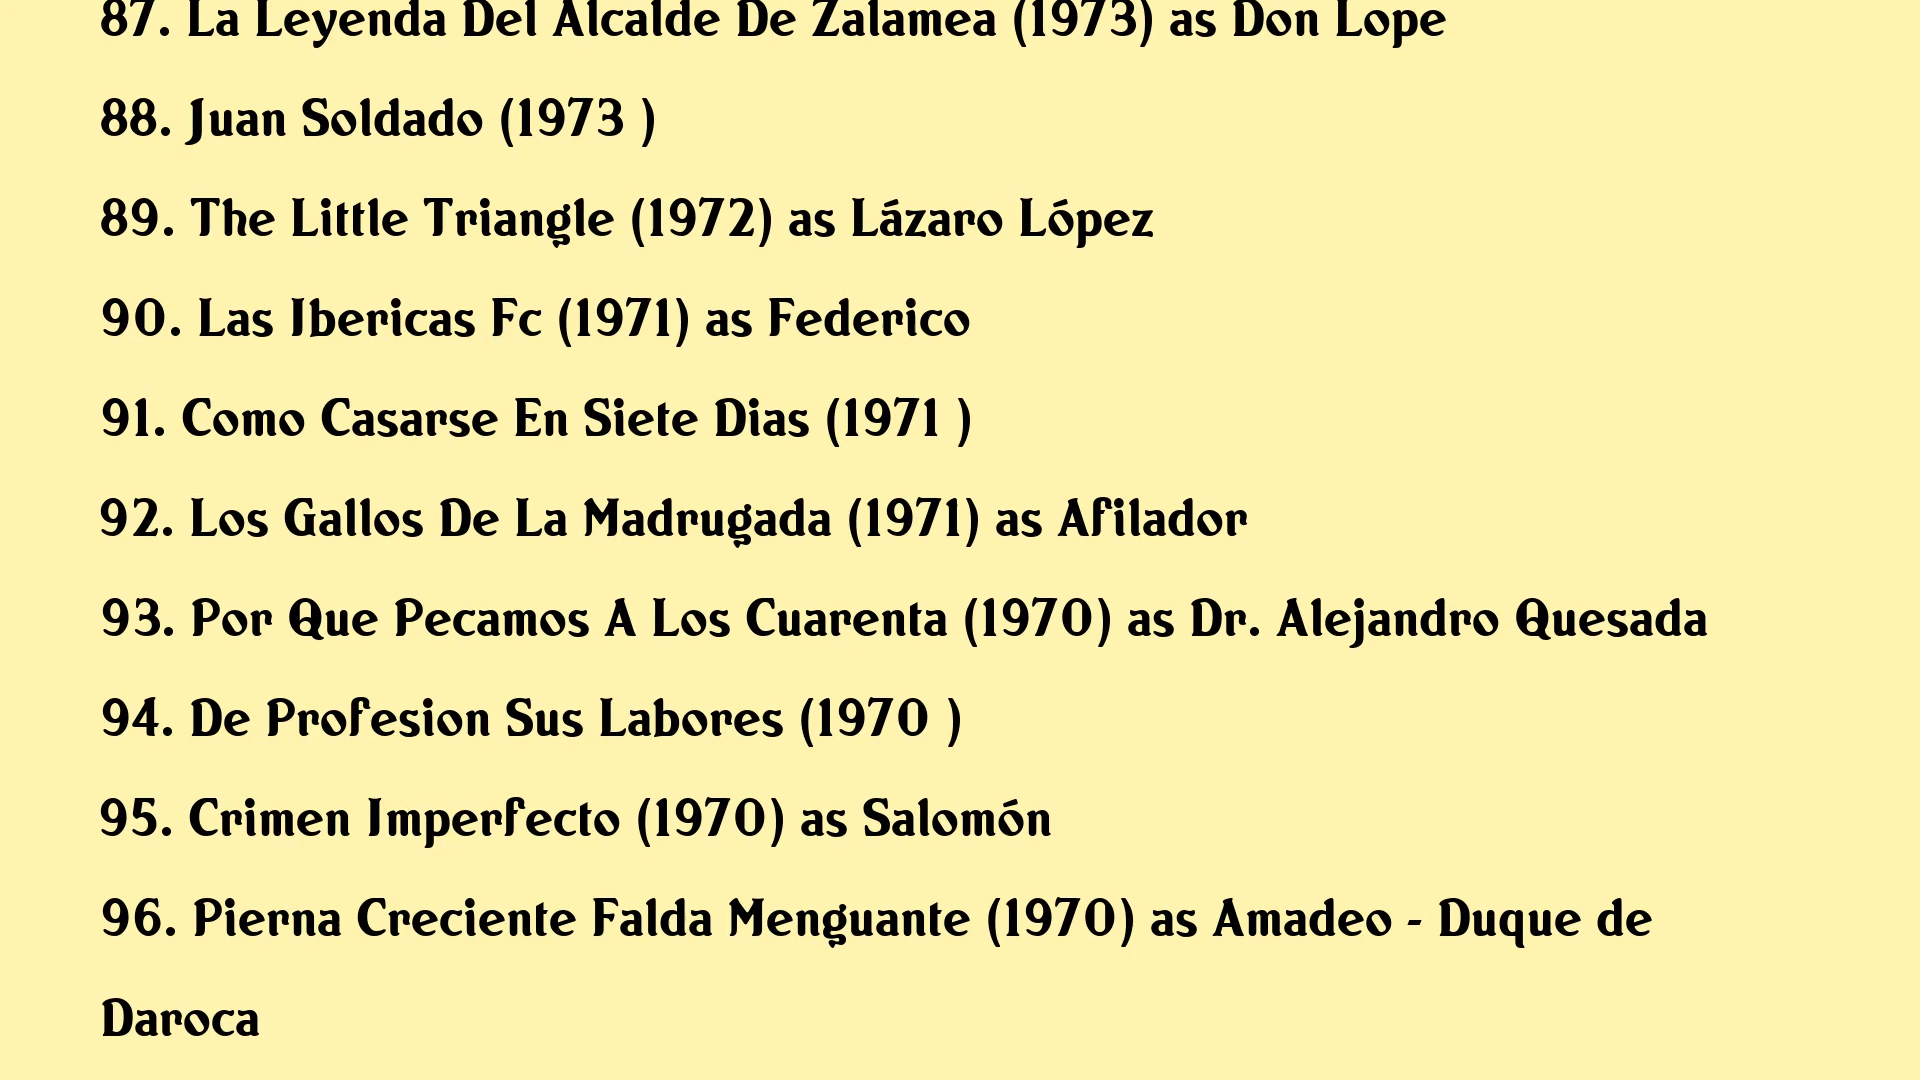 87. La Leyenda Del Alcalde De Zalamea (1973) as Don Lope
88. Juan Soldado (1973 )
89. The Little Triangle (1972) as Lázaro López
90. Las Ibericas Fc (1971) as Federico
91. Como Casarse En Siete Dias (1971 )
92. Los Gallos De La Madrugada (1971) as Afilador
93. Por Que Pecamos A Los Cuarenta (1970) as Dr. Alejandro Quesada
94. De Profesion Sus Labores (1970 )
95. Crimen Imperfecto (1970) as Salomón
96. Pierna Creciente Falda Menguante (1970) as Amadeo - Duque de
Daroca